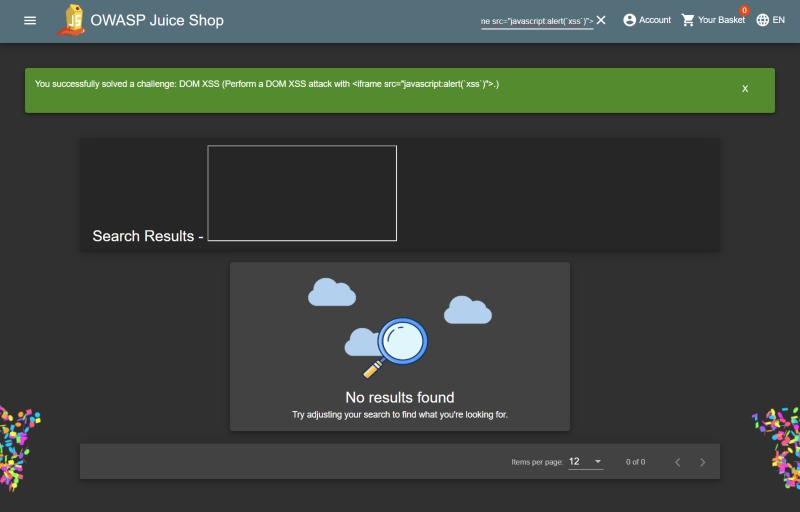 OWASP Juice Shop
ne src="javascript:alert(`xss`)">
Account
Your Basket
0
EN
You successfully solved a challenge: DOM XSS (Perform a DOM XSS attack with <iframe src="javascript:alert(`xss`)">.)
X
Search Results -
No results found
Try adjusting your search to find what you're looking for.
Items per page: 12
0 of 0